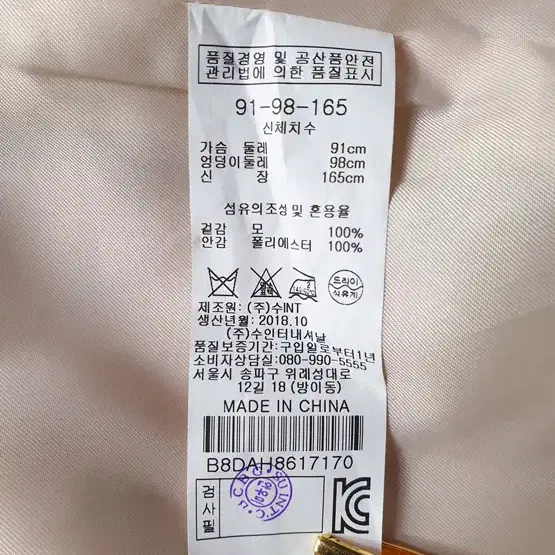 품질경영 및 공산품안전
관리법에 의한 품질표시
91-98-165
신체치수
가슴 둘레 91cm
엉덩이둘레 98cm
신 장 165cm
섬유의조성및 혼용율
겉감 모 100%
안감 폴리에스터 100%
드라이
석유계
제조원: (주)수INT
생산년월: 2018.10
(주)수인터내셔날
품질보증기간: 구입일로부터1년
소비자상담실:080-990-5555
서울시 송파구 위례성대로
12길 18 (방이동)
MADE IN CHINA
B8DAH8617170
검사필